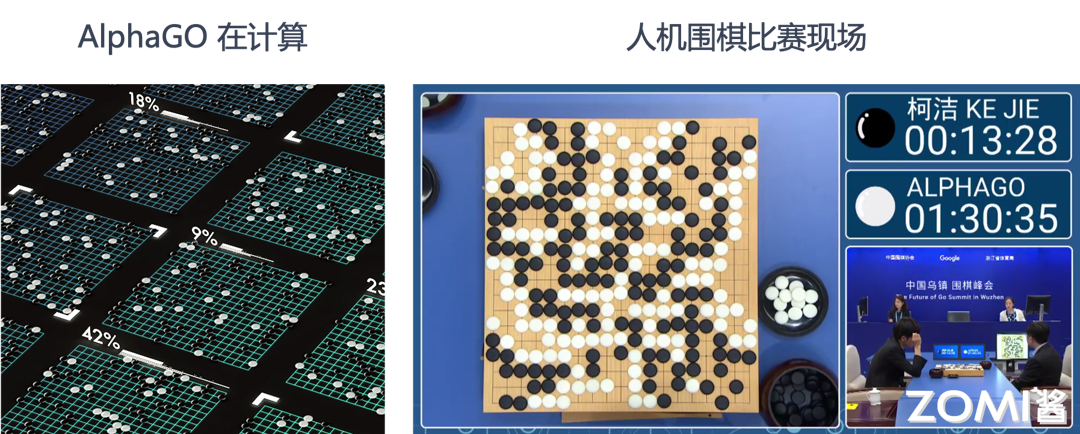 AlphaGO 在计算
人机围棋比赛现场
18%
9%
23
42%
柯洁 KE JIE
00:13:28
ALPHAGO
01:30:35
中国围棋协会
Google
浙江省体育局
中国乌镇 围棋峰会
The Future of Go Summit in Wuzhen
ZOMI酱